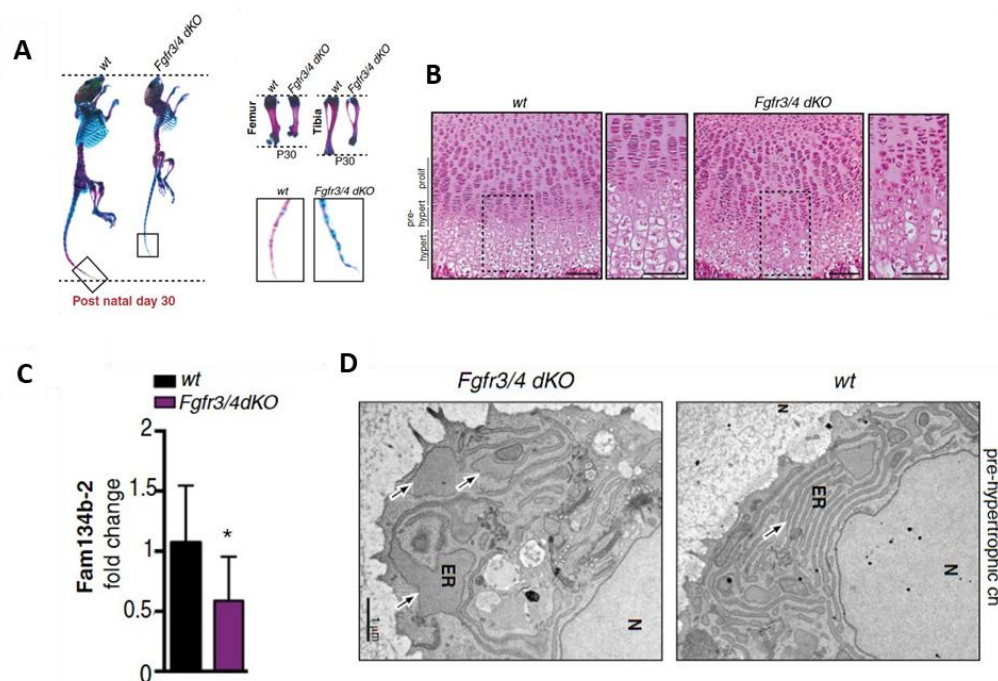 A
wt
Fgfr3/4 dKO
Post natal day 30
Femur
wt
Fgfr3/4 dKO
P30
Tibia
wt
Fgfr3/4 dKO
P30
wt
Fgfr3/4 dKO
B
wt
Fgfr3/4 dKO
prolif
pre-
hypert
hypert
C
wt
Fgfr3/4dKO
Fam134b-2
fold change
2
1.5
1
0.5
0
*
D
Fgfr3/4 dKO
wt
ER
N
1 µm
N
ER
N
pre-hypertrophic cn